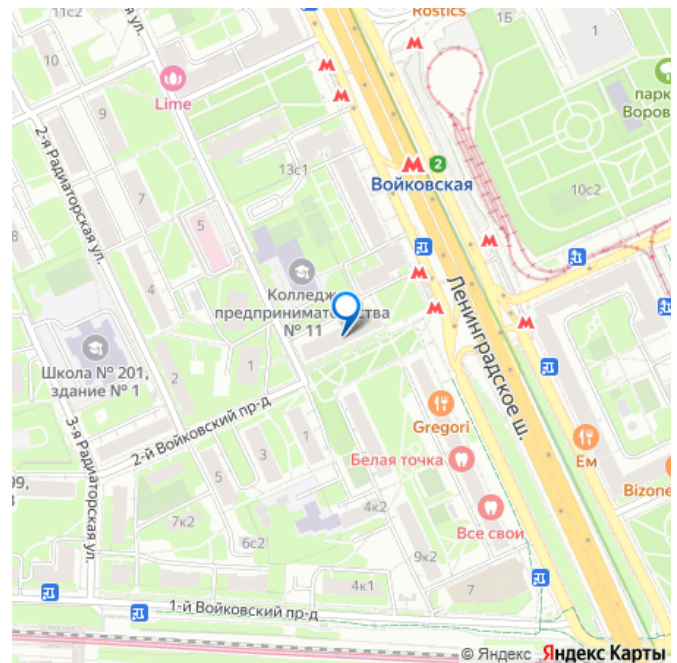 11с2
Rostics
1Б
1
10
Lime
парк
Воров
9
2-я Радиаторская ул.
13с1
2
Войковская
10с2
7
5
8
4
Колледж
предпринимательства
№ 11
Ленинградское ш.
Школа № 201,
здание № 1
2
1
3-я Радиаторская ул.
2-й Войковский пр-д
Gregori
1
3
Ем
Белая точка
99,
5
Bizone
4к2
Все свои
7к2
6с2
9к2
4к1
7
1-й Войковский пр-д
© Яндекс Яндекс Карты